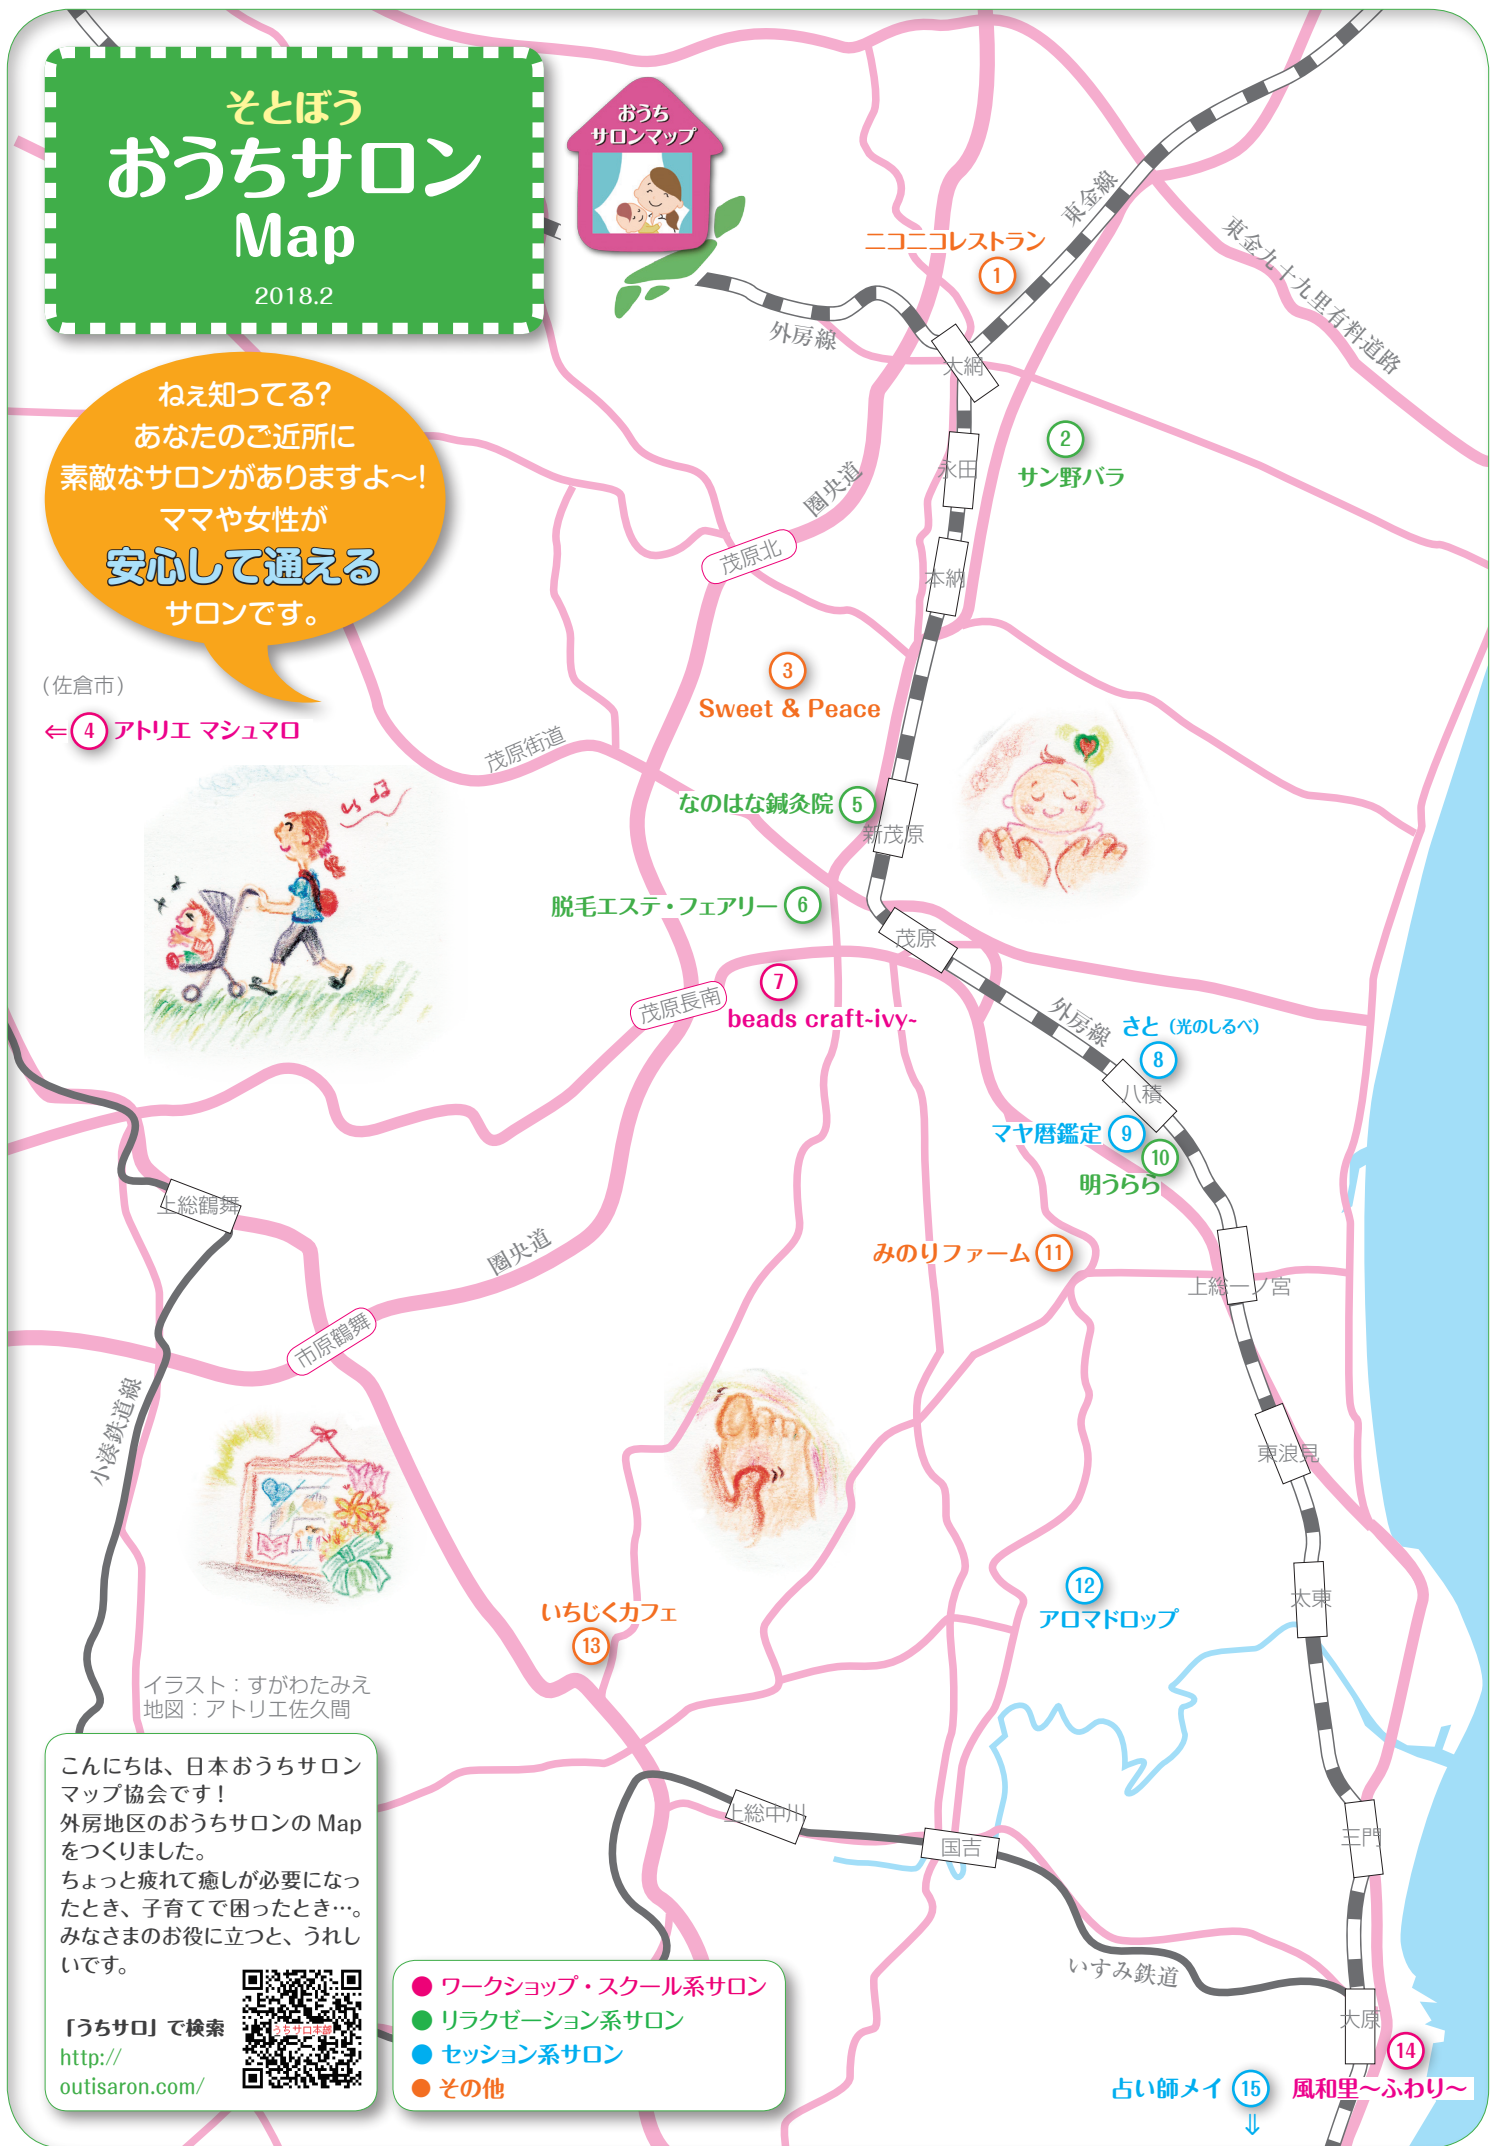 そとぼう
おうちサロン
Map
2018.2
おうち
サロンマップ
ねぇ知ってる?
あなたのご近所に
素敵なサロンがありますよ〜!
ママや女性が
安心して通える
サロンです。
(佐倉市)
⇐4 アトリエ マシュマロ
ニコニコレストラン
1
東金線
東金九十九里有料道路
外房線
大網
2
サン野バラ
永田
圏央道
茂原北
本納
3
Sweet & Peace
茂原街道
なのはな鍼灸院 5
新茂原
脱毛エステ・フェアリー 6
茂原
7
beads craft~ivy~
茂原長南
外房線
さと (光のしるべ)
8
八積
マヤ暦鑑定 9
10
明うらら
上総鶴舞
圏央道
みのりファーム 11
上総一ノ宮
市原鶴舞
小湊鉄道線
東浪見
12
アロマドロップ
太東
いちじくカフェ
13
イラスト：すがわたみえ
地図：アトリエ佐久間
上総中川
国吉
三門
いすみ鉄道
大原
14
風和里〜ふわり〜
占い師メイ 15
⇓
こんにちは、日本おうちサロン
マップ協会です！
外房地区のおうちサロンの Map
をつくりました。
ちょっと疲れて癒しが必要になっ
たとき、子育てで困ったとき…。
みなさまのお役に立つと、うれし
いです。
「うちサロ」で検索
http://
outisaron.com/
うちサロ本部
● ワークショップ・スクール系サロン
● リラクゼーション系サロン
● セッション系サロン
● その他